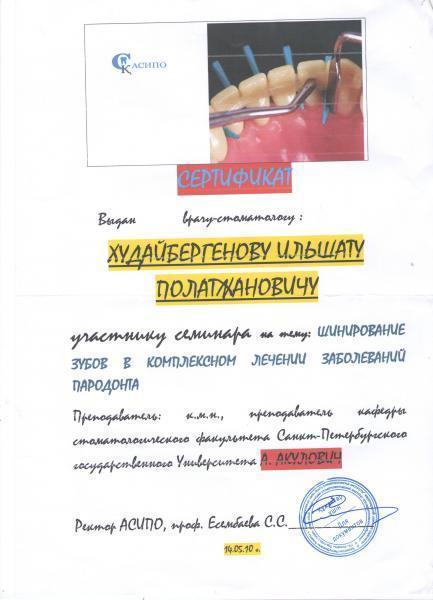 СК АСИПО
СЕРТИФИКАТ
Выдан врачу-стоматологу:
ХУДАЙБЕРГЕНОВУ ИЛЬШАТУ
ПОЛАТЖАНОВИЧУ
участнику семинара на тему: ШИНИРОВАНИЕ
ЗУБОВ В КОМПЛЕКСНОМ ЛЕЧЕНИИ ЗАБОЛЕВАНИЙ
ПАРОДОНТА
Преподаватель: к.м.н., преподаватель кафедры
стоматологического факультета Санкт-Петербургского
государственного Университета А. АКУЛОВИЧ
Ректор АСИПО, проф. Есембаева С.С.
Для
документов
14.05.10 г.